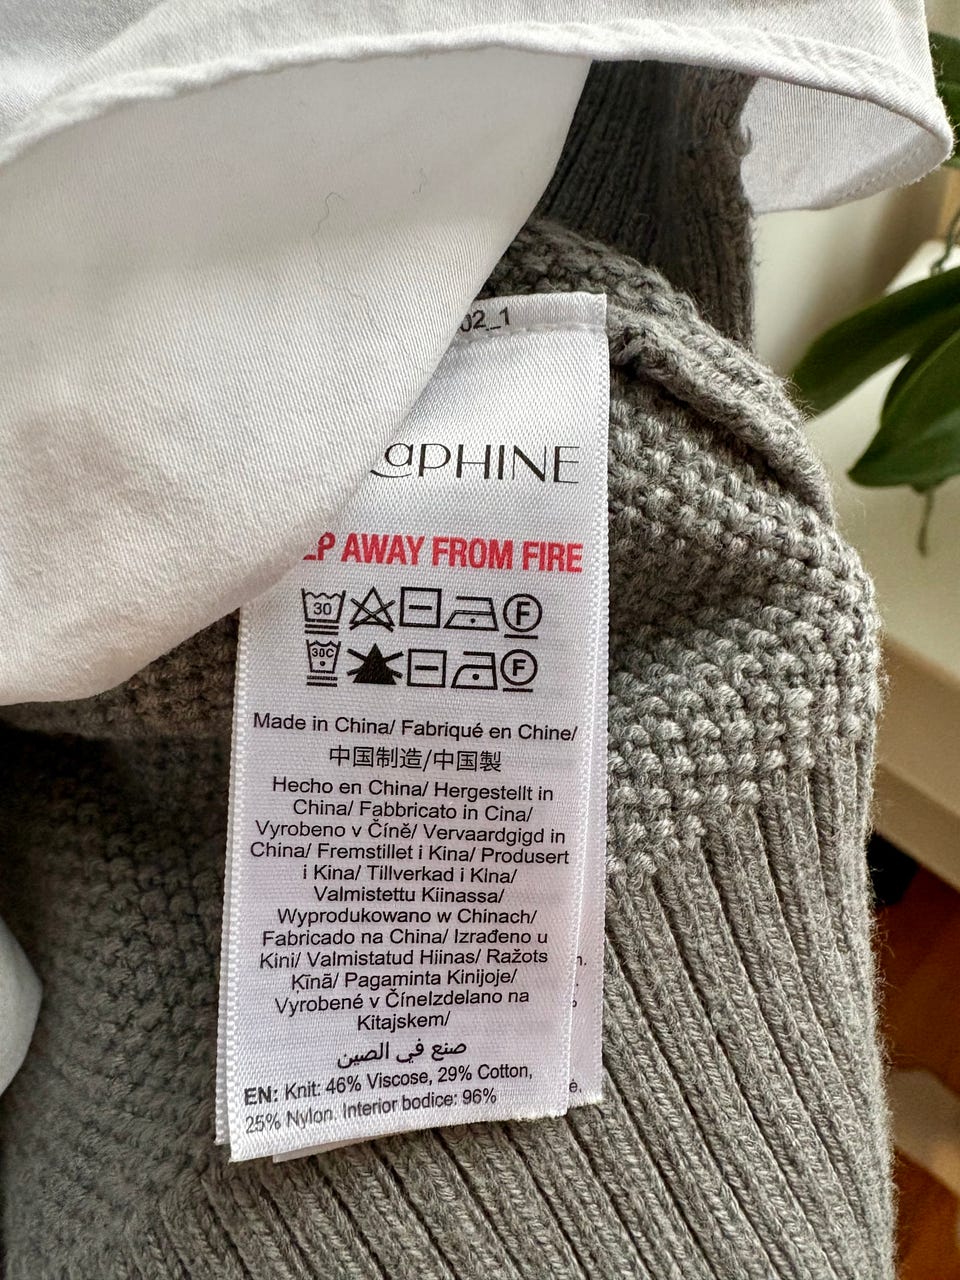 02_1
aPHINE
AWAY FROM FIRE
30 F
30C F
Made in China/ Fabriqué en Chine/
中国制造/中国製
Hecho en China/ Hergestellt in
China/ Fabbricato in Cina/
Vyrobeno v Číně/ Vervaardgigd in
China/ Fremstillet i Kina/ Produsert
i Kina/ Tillverkad i Kina/
Valmistettu Kiinassa/
Wyprodukowano w Chinach/
Fabricado na China/ Izrađeno u
Kini/ Valmistatud Hiinas/ Ražots
Ķīnā/ Pagaminta Kinijoje/
Vyrobené v ČíneIzdelano na
Kitajskem/
صنع في الصين
EN: Knit: 46% Viscose, 29% Cotton,
25% Nylon. Interior bodice: 96%